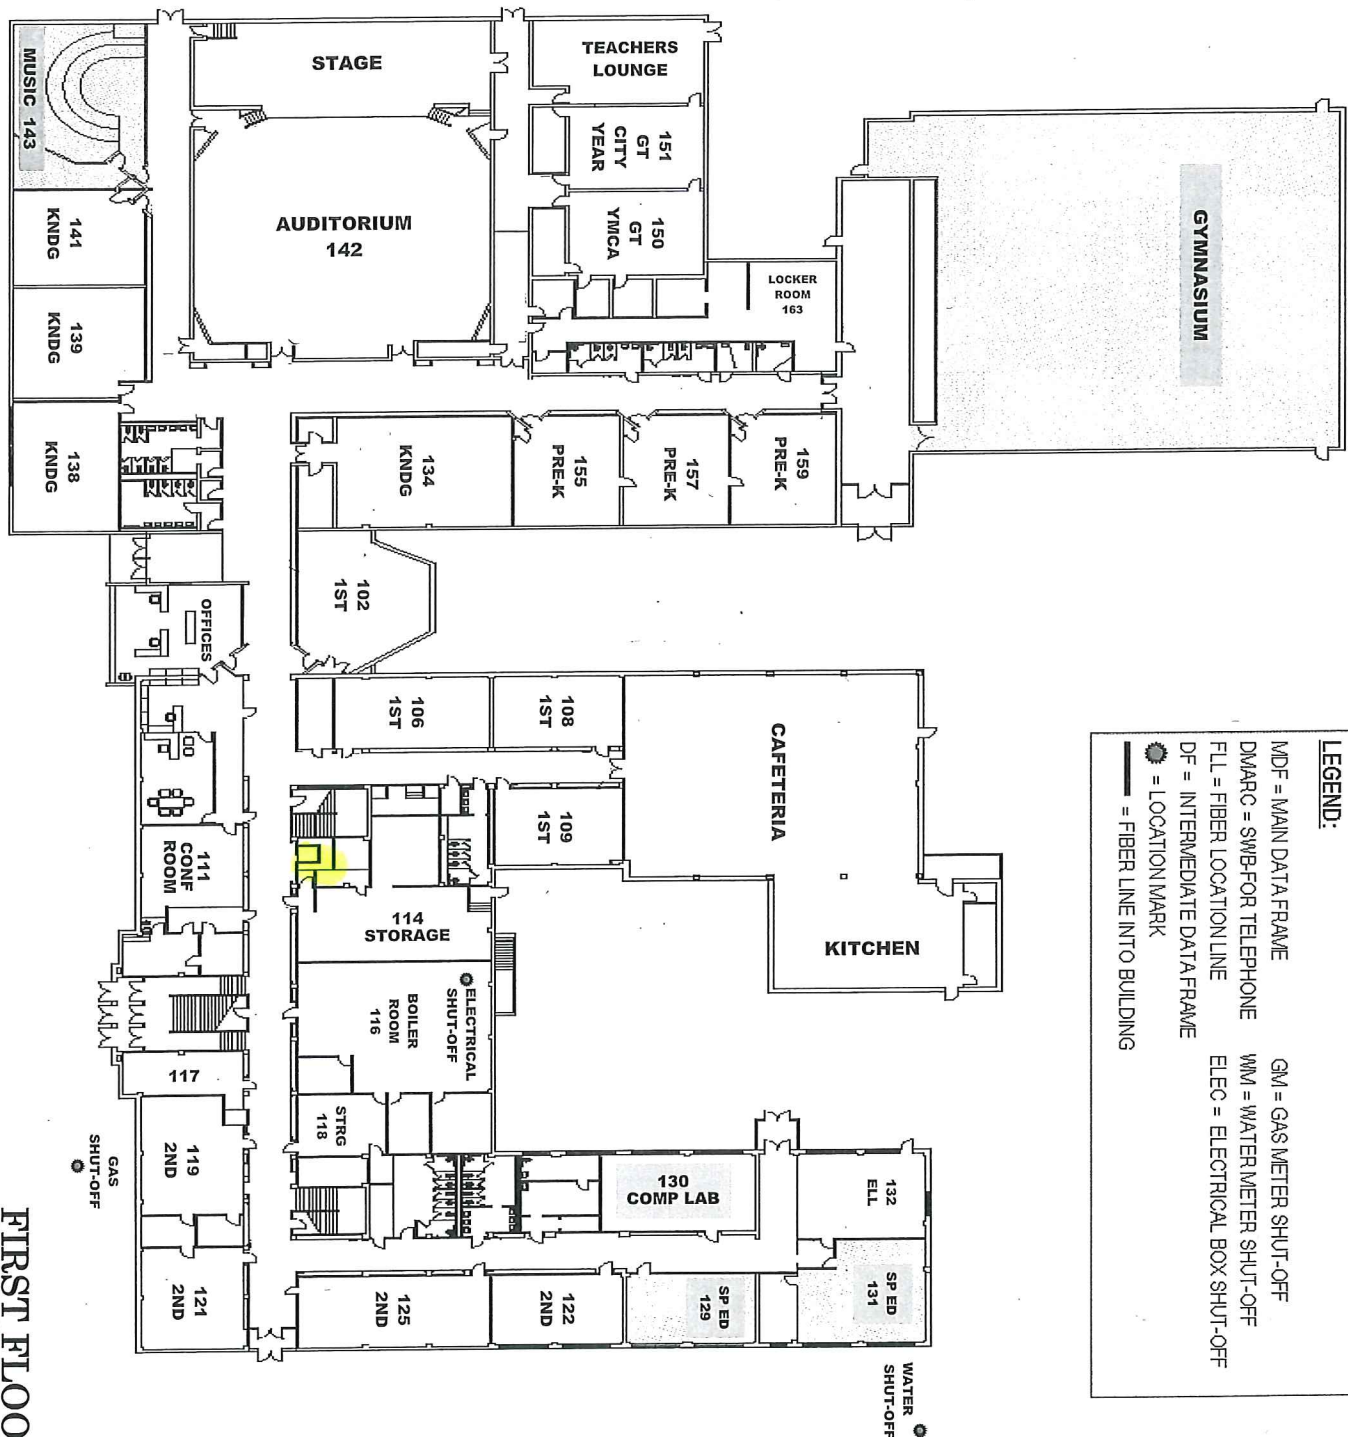 STAGE
TEACHERS
LOUNGE
MUSIC 143
151
GT
CITY
YEAR
AUDITORIUM
142
150
GT
YMCA
141
KNDG
GYMNASIUM
LOCKER
ROOM
163
139
KNDG
138
KNDG
134
KNDG
155
PRE-K
157
PRE-K
159
PRE-K
102
1ST
OFFICES
106
1ST
108
1ST
CAFETERIA
109
1ST
111
CONF
ROOM
114
STORAGE
KITCHEN
ELECTRICAL
SHUT-OFF
BOILER
ROOM
116
117
STRG
118
119
2ND
GAS
SHUT-OFF
130
COMP LAB
132
ELL
SP ED
131
121
2ND
125
2ND
122
2ND
SP ED
129
WATER
SHUT-OFF
LEGEND:
MDF = MAIN DATA FRAME
DMARC = SWB-FOR TELEPHONE
FLL = FIBER LOCATION LINE
DF = INTERMEDIATE DATA FRAME
= LOCATION MARK
= FIBER LINE INTO BUILDING
GM = GAS METER SHUT-OFF
WM = WATER METER SHUT-OFF
ELEC = ELECTRICAL BOX SHUT-OFF
FIRST FLOO